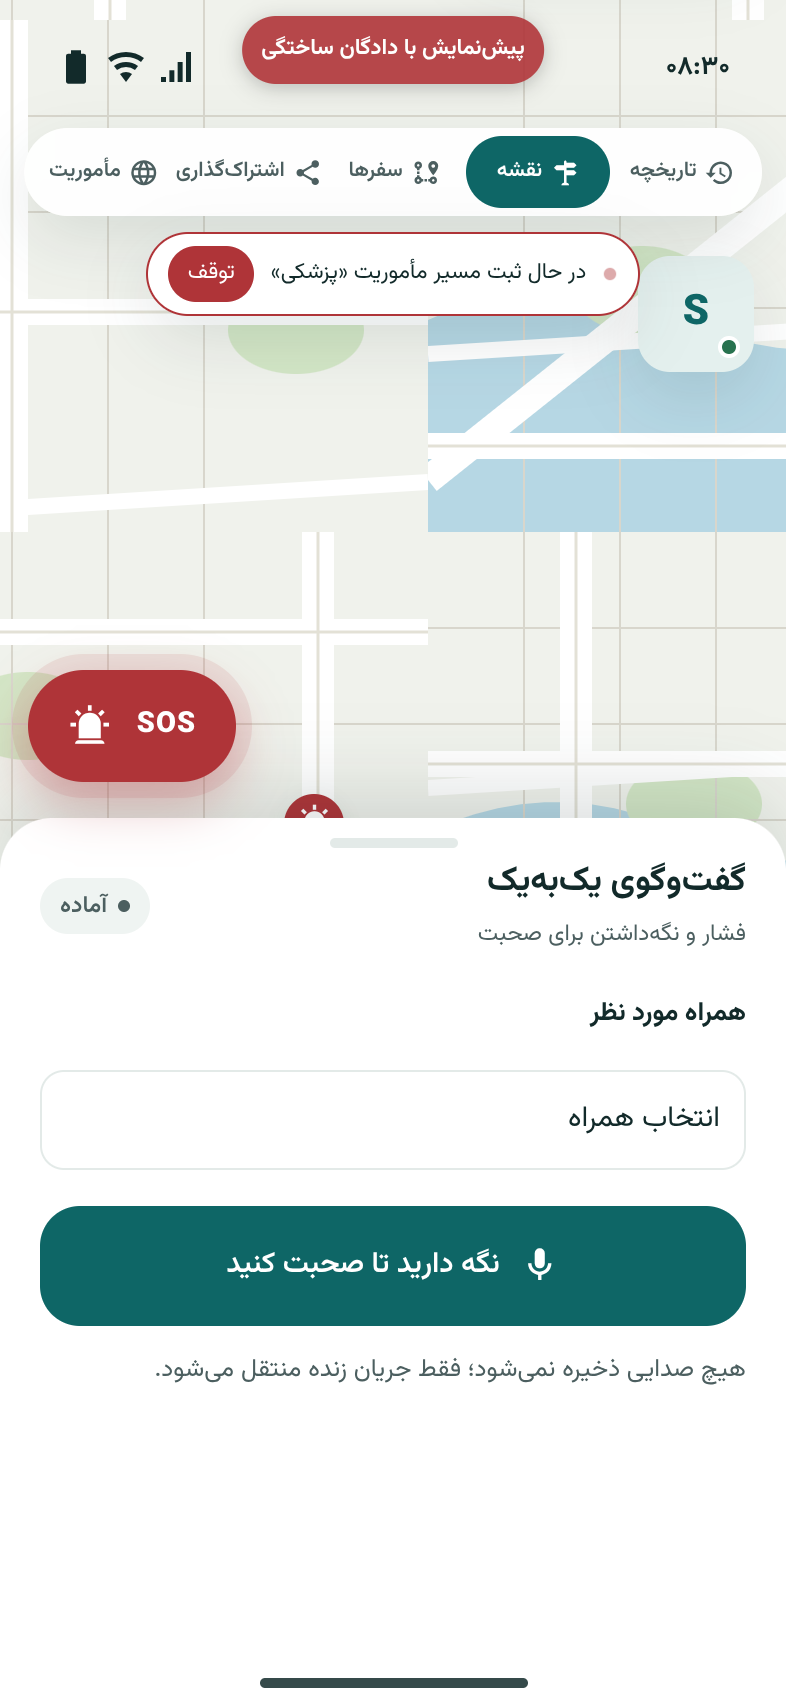 ۰۸:۳۰
پیش‌نمایش با دادگان ساختگی
تاریخچه
نقشه
سفرها
اشتراک‌گذاری
مأموریت
در حال ثبت مسیر مأموریت «پزشکی»
توقف
S
SOS
گفت‌وگوی یک‌به‌یک
آماده
فشار و نگه‌داشتن برای صحبت
همراه مورد نظر
انتخاب همراه
نگه دارید تا صحبت کنید
هیچ صدایی ذخیره نمی‌شود؛ فقط جریان زنده منتقل می‌شود.